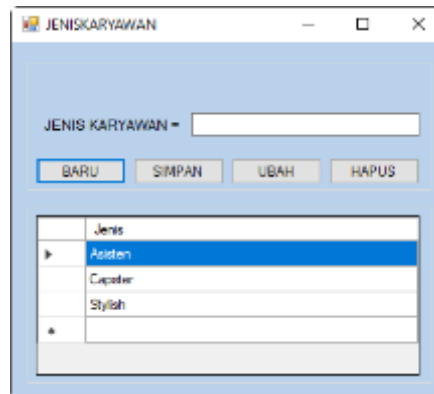 JENISKARYAWAN
JENIS KARYAWAN =
BARU SIMPAN UBAH HAPUS
Jenis
Asisten
Capster
Stylish